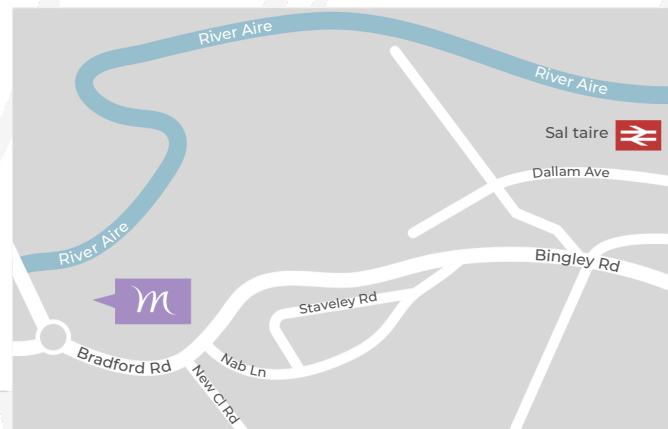 River Aire
River Aire
Sal taire
Dallam Ave
River Aire
Bingley Rd
m
Staveley Rd
Bradford Rd
Nab Ln
New Cl Rd